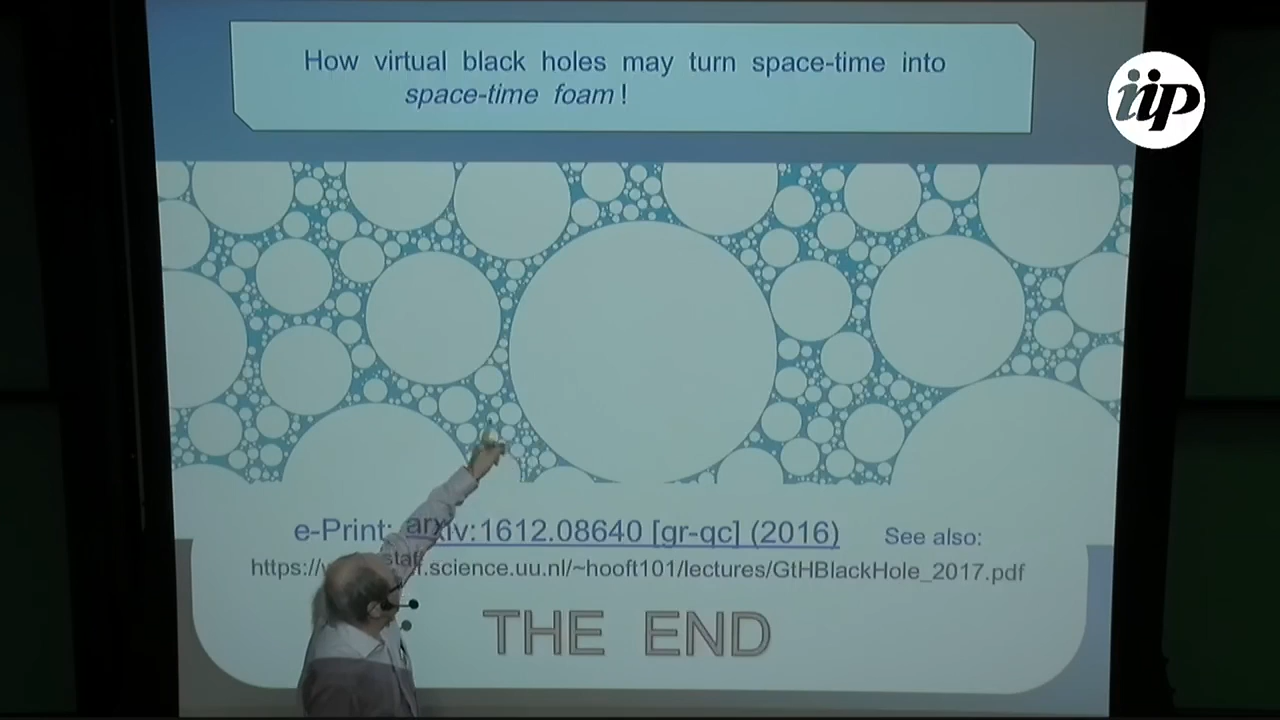 How virtual black holes may turn space-time into
space-time foam !
iip
e-Print: arxiv:1612.08640 [gr-qc] (2016) See also:
.science.uu.nl/~hooft101/lectures/GtHBlackHole_2017.pdf
THE END